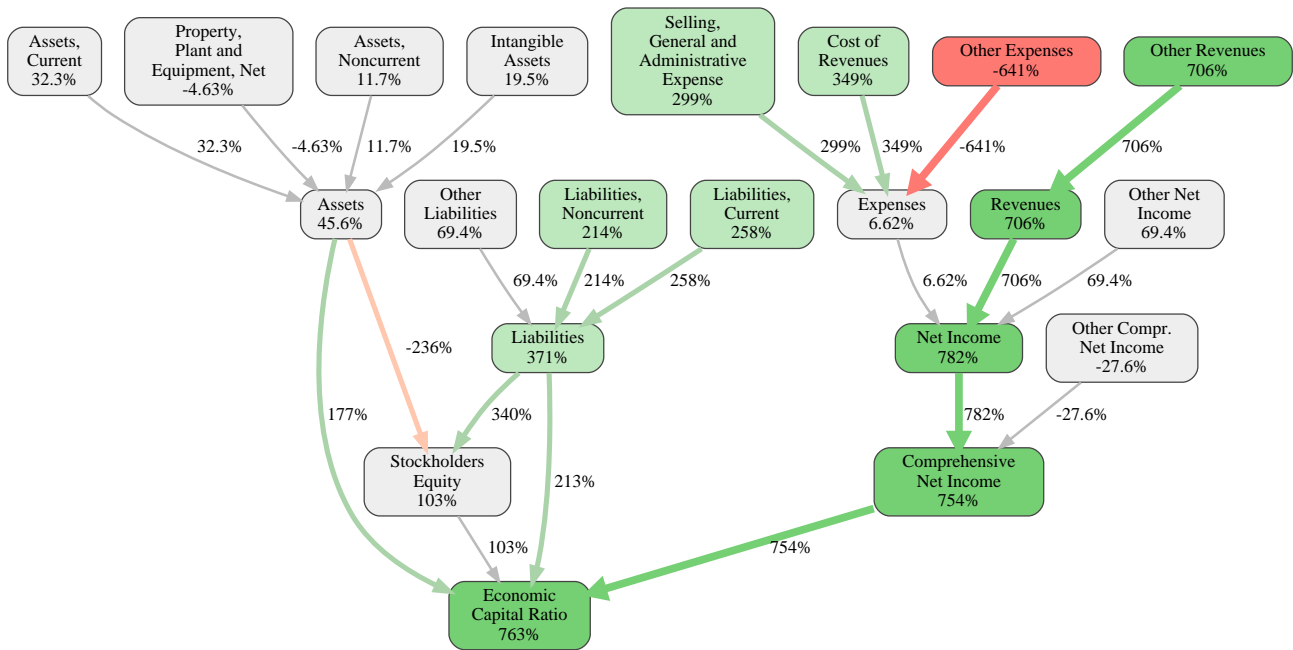 Assets,
Current
32.3%
Property,
Plant and
Equipment, Net
-4.63%
Assets,
Noncurrent
11.7%
Intangible
Assets
19.5%
Selling,
General and
Administrative
Expense
299%
Cost of
Revenues
349%
Other Expenses
-641%
Other Revenues
706%
32.3%
-4.63%
11.7%
19.5%
299%
349%
-641%
706%
Assets
45.6%
Other
Liabilities
69.4%
Liabilities,
Noncurrent
214%
Liabilities,
Current
258%
Expenses
6.62%
Revenues
706%
Other Net
Income
69.4%
69.4%
214%
258%
6.62%
706%
69.4%
-236%
Liabilities
371%
Net Income
782%
Other Compr.
Net Income
-27.6%
177%
340%
782%
-27.6%
Stockholders
Equity
103%
213%
Comprehensive
Net Income
754%
103%
754%
Economic
Capital Ratio
763%